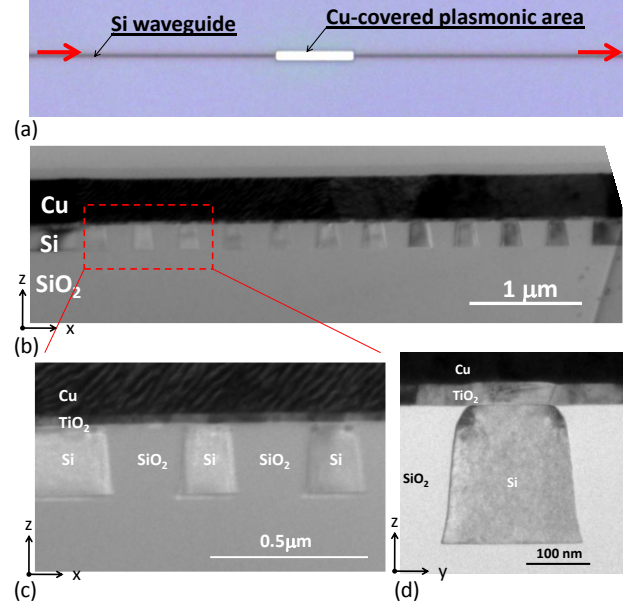 Si waveguide
Cu-covered plasmonic area
(a)
Cu
Si
SiO2
1 μm
z
x
(b)
Cu
TiO2
Si
SiO2
Si
SiO2
Si
0.5μm
z
x
(c)
Cu
TiO2
SiO2
Si
100 nm
z
y
(d)